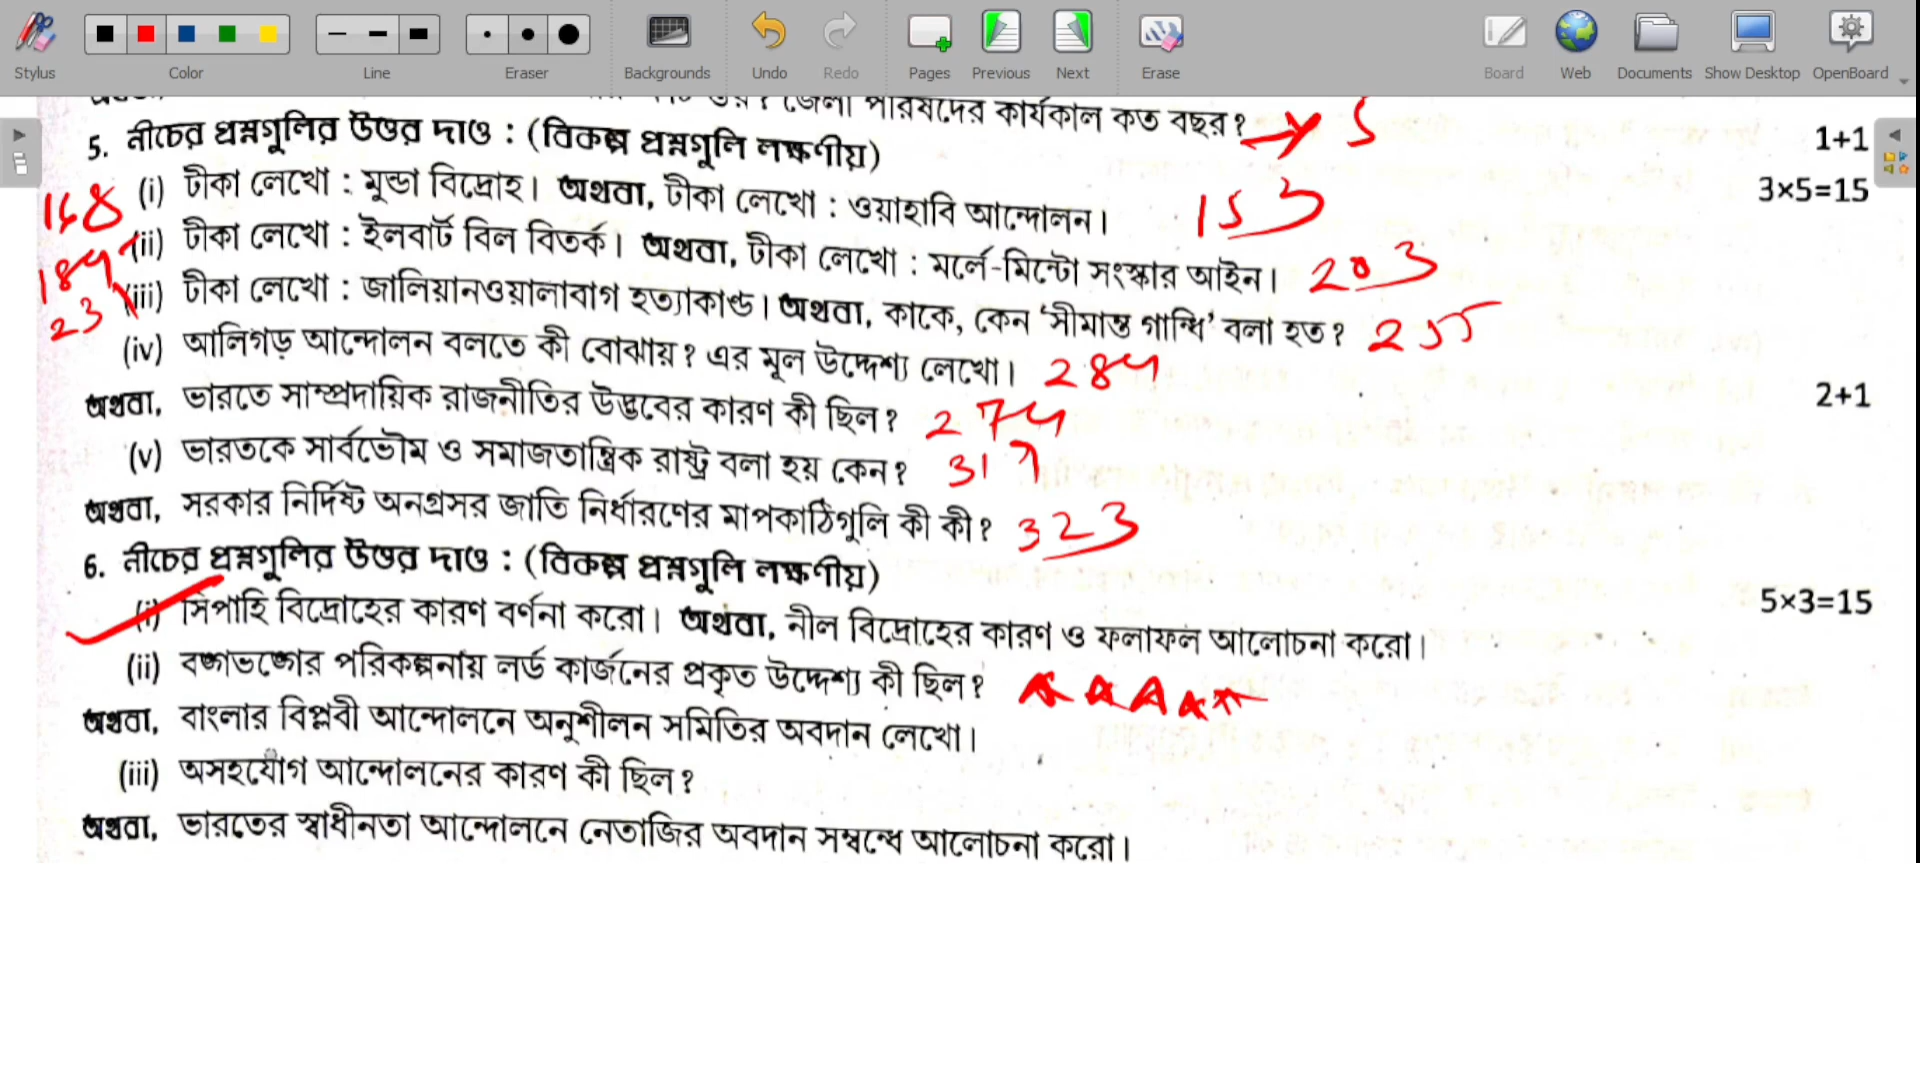 Stylus Color Line Eraser Backgrounds Undo Redo Pages Previous Next Erase Board Web Documents Show Desktop OpenBoard
জেলা পরিষদের কার্যকাল কত বছর? → 5 1+1
5. নীচের প্রশ্নগুলির উত্তর দাও : (বিকল্প প্রশ্নগুলি লক্ষণীয়) 3×5=15
168 (i) টীকা লেখো : মুন্ডা বিদ্রোহ। অথবা, টীকা লেখো : ওয়াহাবি আন্দোলন। 153
(ii) টীকা লেখো : ইলবার্ট বিল বিতর্ক। অথবা, টীকা লেখো : মর্লে-মিন্টো সংস্কার আইন। 203
(iii) টীকা লেখো : জালিয়ানওয়ালাবাগ হত্যাকাণ্ড। অথবা, কাকে, কেন ‘সীমান্ত গান্ধি’ বলা হত? 255
(iv) আলিগড় আন্দোলন বলতে কী বোঝায়? এর মূল উদ্দেশ্য লেখো। 284 2+1
অথবা, ভারতে সাম্প্রদায়িক রাজনীতির উদ্ভবের কারণ কী ছিল? 274
(v) ভারতকে সার্বভৌম ও সমাজতান্ত্রিক রাষ্ট্র বলা হয় কেন? 317
অথবা, সরকার নির্দিষ্ট অনগ্রসর জাতি নির্ধারণের মাপকাঠিগুলি কী কী? 323
6. নীচের প্রশ্নগুলির উত্তর দাও : (বিকল্প প্রশ্নগুলি লক্ষণীয়) 5×3=15
(i) সিপাহি বিদ্রোহের কারণ বর্ণনা করো। অথবা, নীল বিদ্রোহের কারণ ও ফলাফল আলোচনা করো।
(ii) বঙ্গভঙ্গের পরিকল্পনায় লর্ড কার্জনের প্রকৃত উদ্দেশ্য কী ছিল?
অথবা, বাংলার বিপ্লবী আন্দোলনে অনুশীলন সমিতির অবদান লেখো।
(iii) অসহযোগ আন্দোলনের কারণ কী ছিল?
অথবা, ভারতের স্বাধীনতা আন্দোলনে নেতাজির অবদান সম্বন্ধে আলোচনা করো।